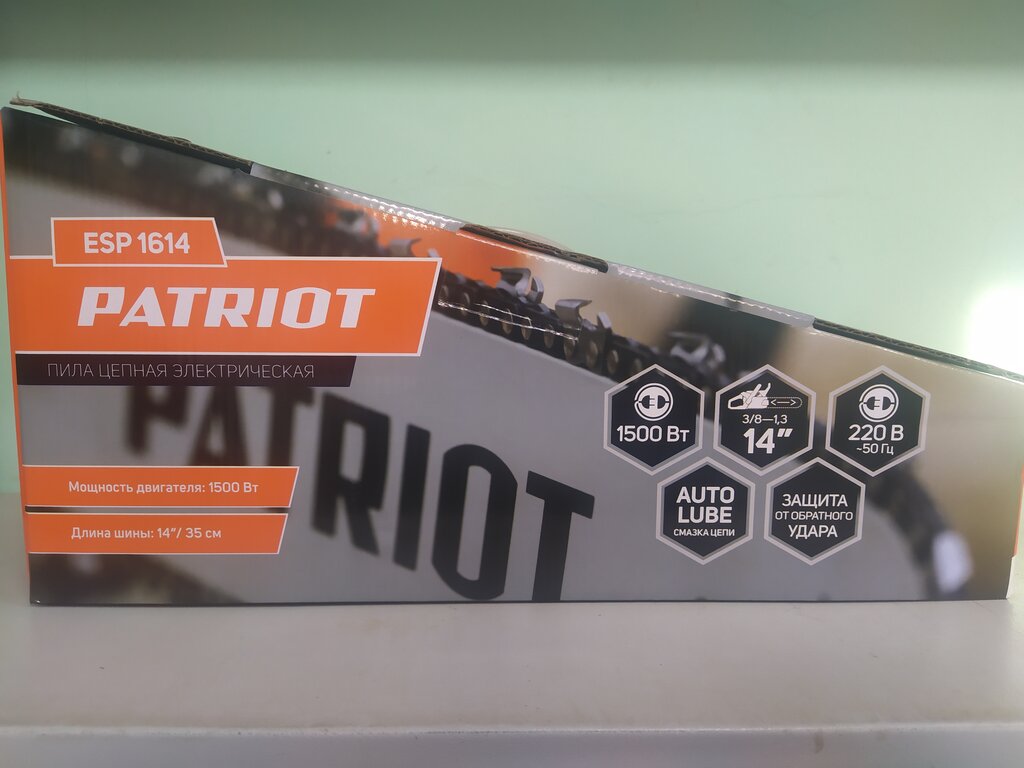 ESP 1614
PATRIOT
ПИЛА ЦЕПНАЯ ЭЛЕКТРИЧЕСКАЯ
PATRIOT
Мощность двигателя: 1500 Вт
Длина шины: 14″/ 35 см
1500 Вт
3/8—1,3
14″
220 В
~50 Гц
AUTO
LUBE
СМАЗКА ЦЕПИ
ЗАЩИТА
ОТ ОБРАТНОГО
УДАРА